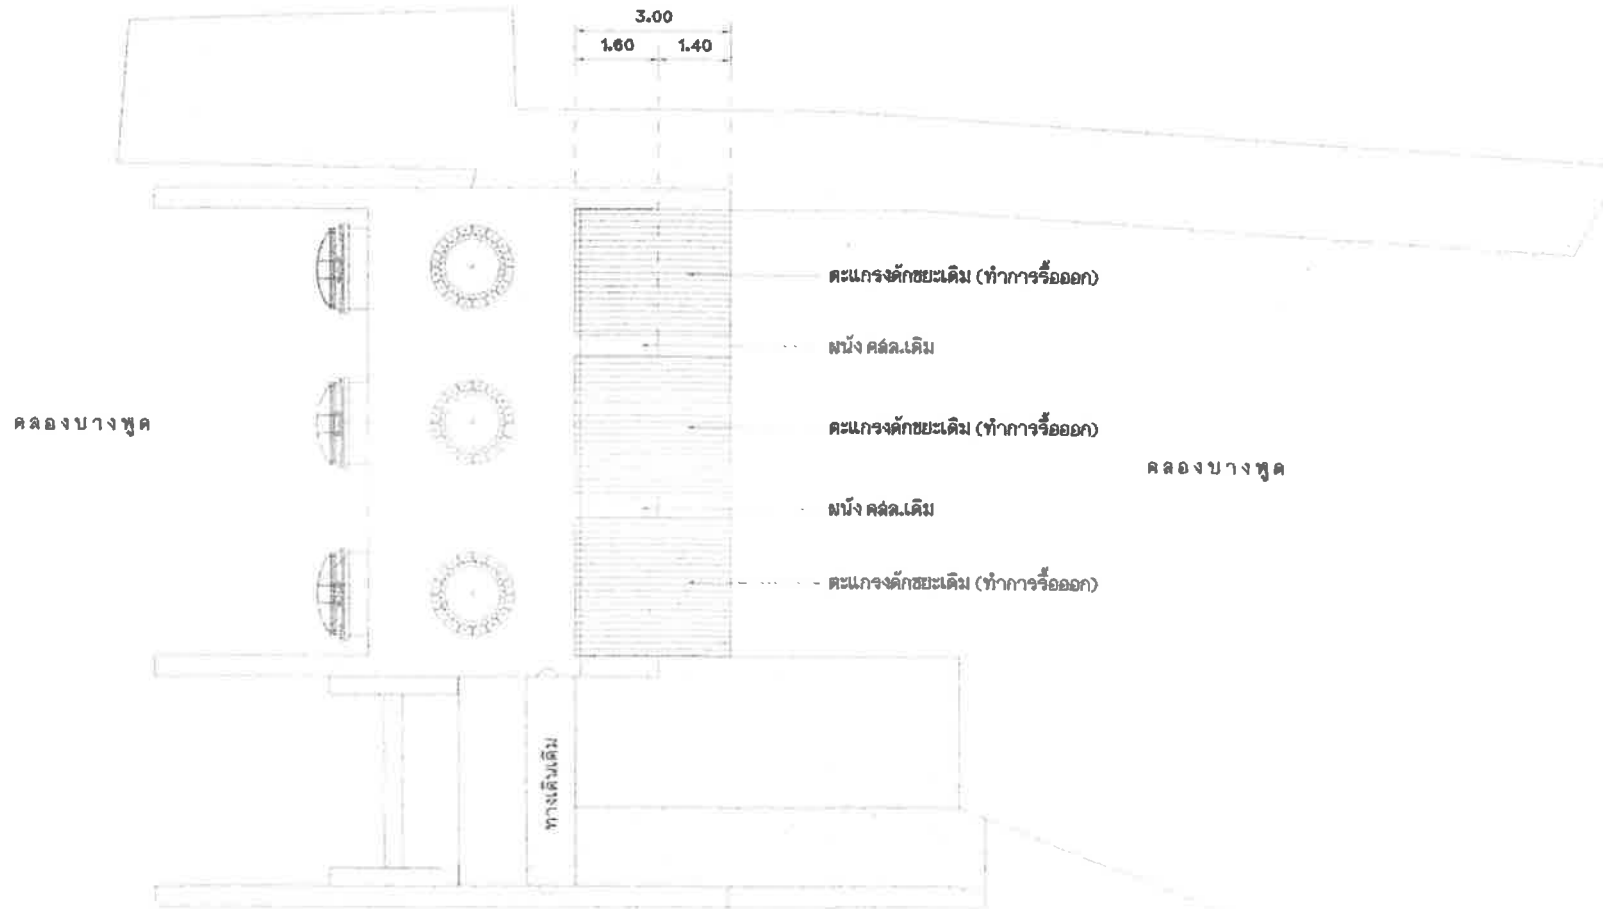 3.00
1.60 1.40
ตะแกรงดักขยะเดิม (ทำการรื้อออก)
ผนัง คสล.เดิม
คลองบางพูด
ตะแกรงดักขยะเดิม (ทำการรื้อออก)
คลองบางพูด
ผนัง คสล.เดิม
ตะแกรงดักขยะเดิม (ทำการรื้อออก)
ทางเดินเดิม